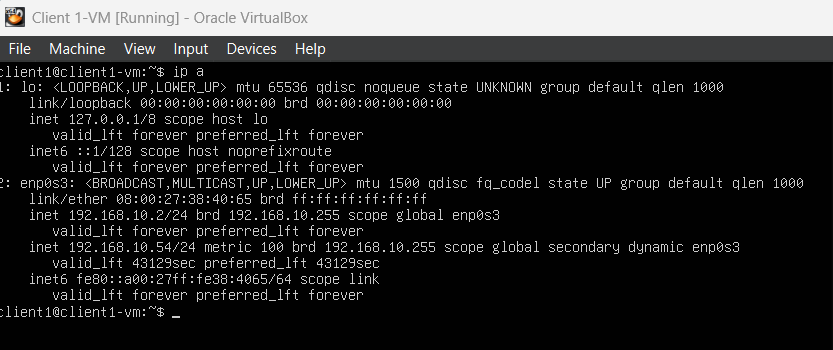 Client 1-VM [Running] - Oracle VirtualBox
File Machine View Input Devices Help
client1@client1-vm:~$ ip a
1: lo: <LOOPBACK,UP,LOWER_UP> mtu 65536 qdisc noqueue state UNKNOWN group default qlen 1000
    link/loopback 00:00:00:00:00:00 brd 00:00:00:00:00:00
    inet 127.0.0.1/8 scope host lo
       valid_lft forever preferred_lft forever
    inet6 ::1/128 scope host noprefixroute
       valid_lft forever preferred_lft forever
2: enp0s3: <BROADCAST,MULTICAST,UP,LOWER_UP> mtu 1500 qdisc fq_codel state UP group default qlen 1000
    link/ether 08:00:27:38:40:65 brd ff:ff:ff:ff:ff:ff
    inet 192.168.10.2/24 brd 192.168.10.255 scope global enp0s3
       valid_lft forever preferred_lft forever
    inet 192.168.10.54/24 metric 100 brd 192.168.10.255 scope global secondary dynamic enp0s3
       valid_lft 43129sec preferred_lft 43129sec
    inet6 fe80::a00:27ff:fe38:4065/64 scope link
       valid_lft forever preferred_lft forever
client1@client1-vm:~$ _